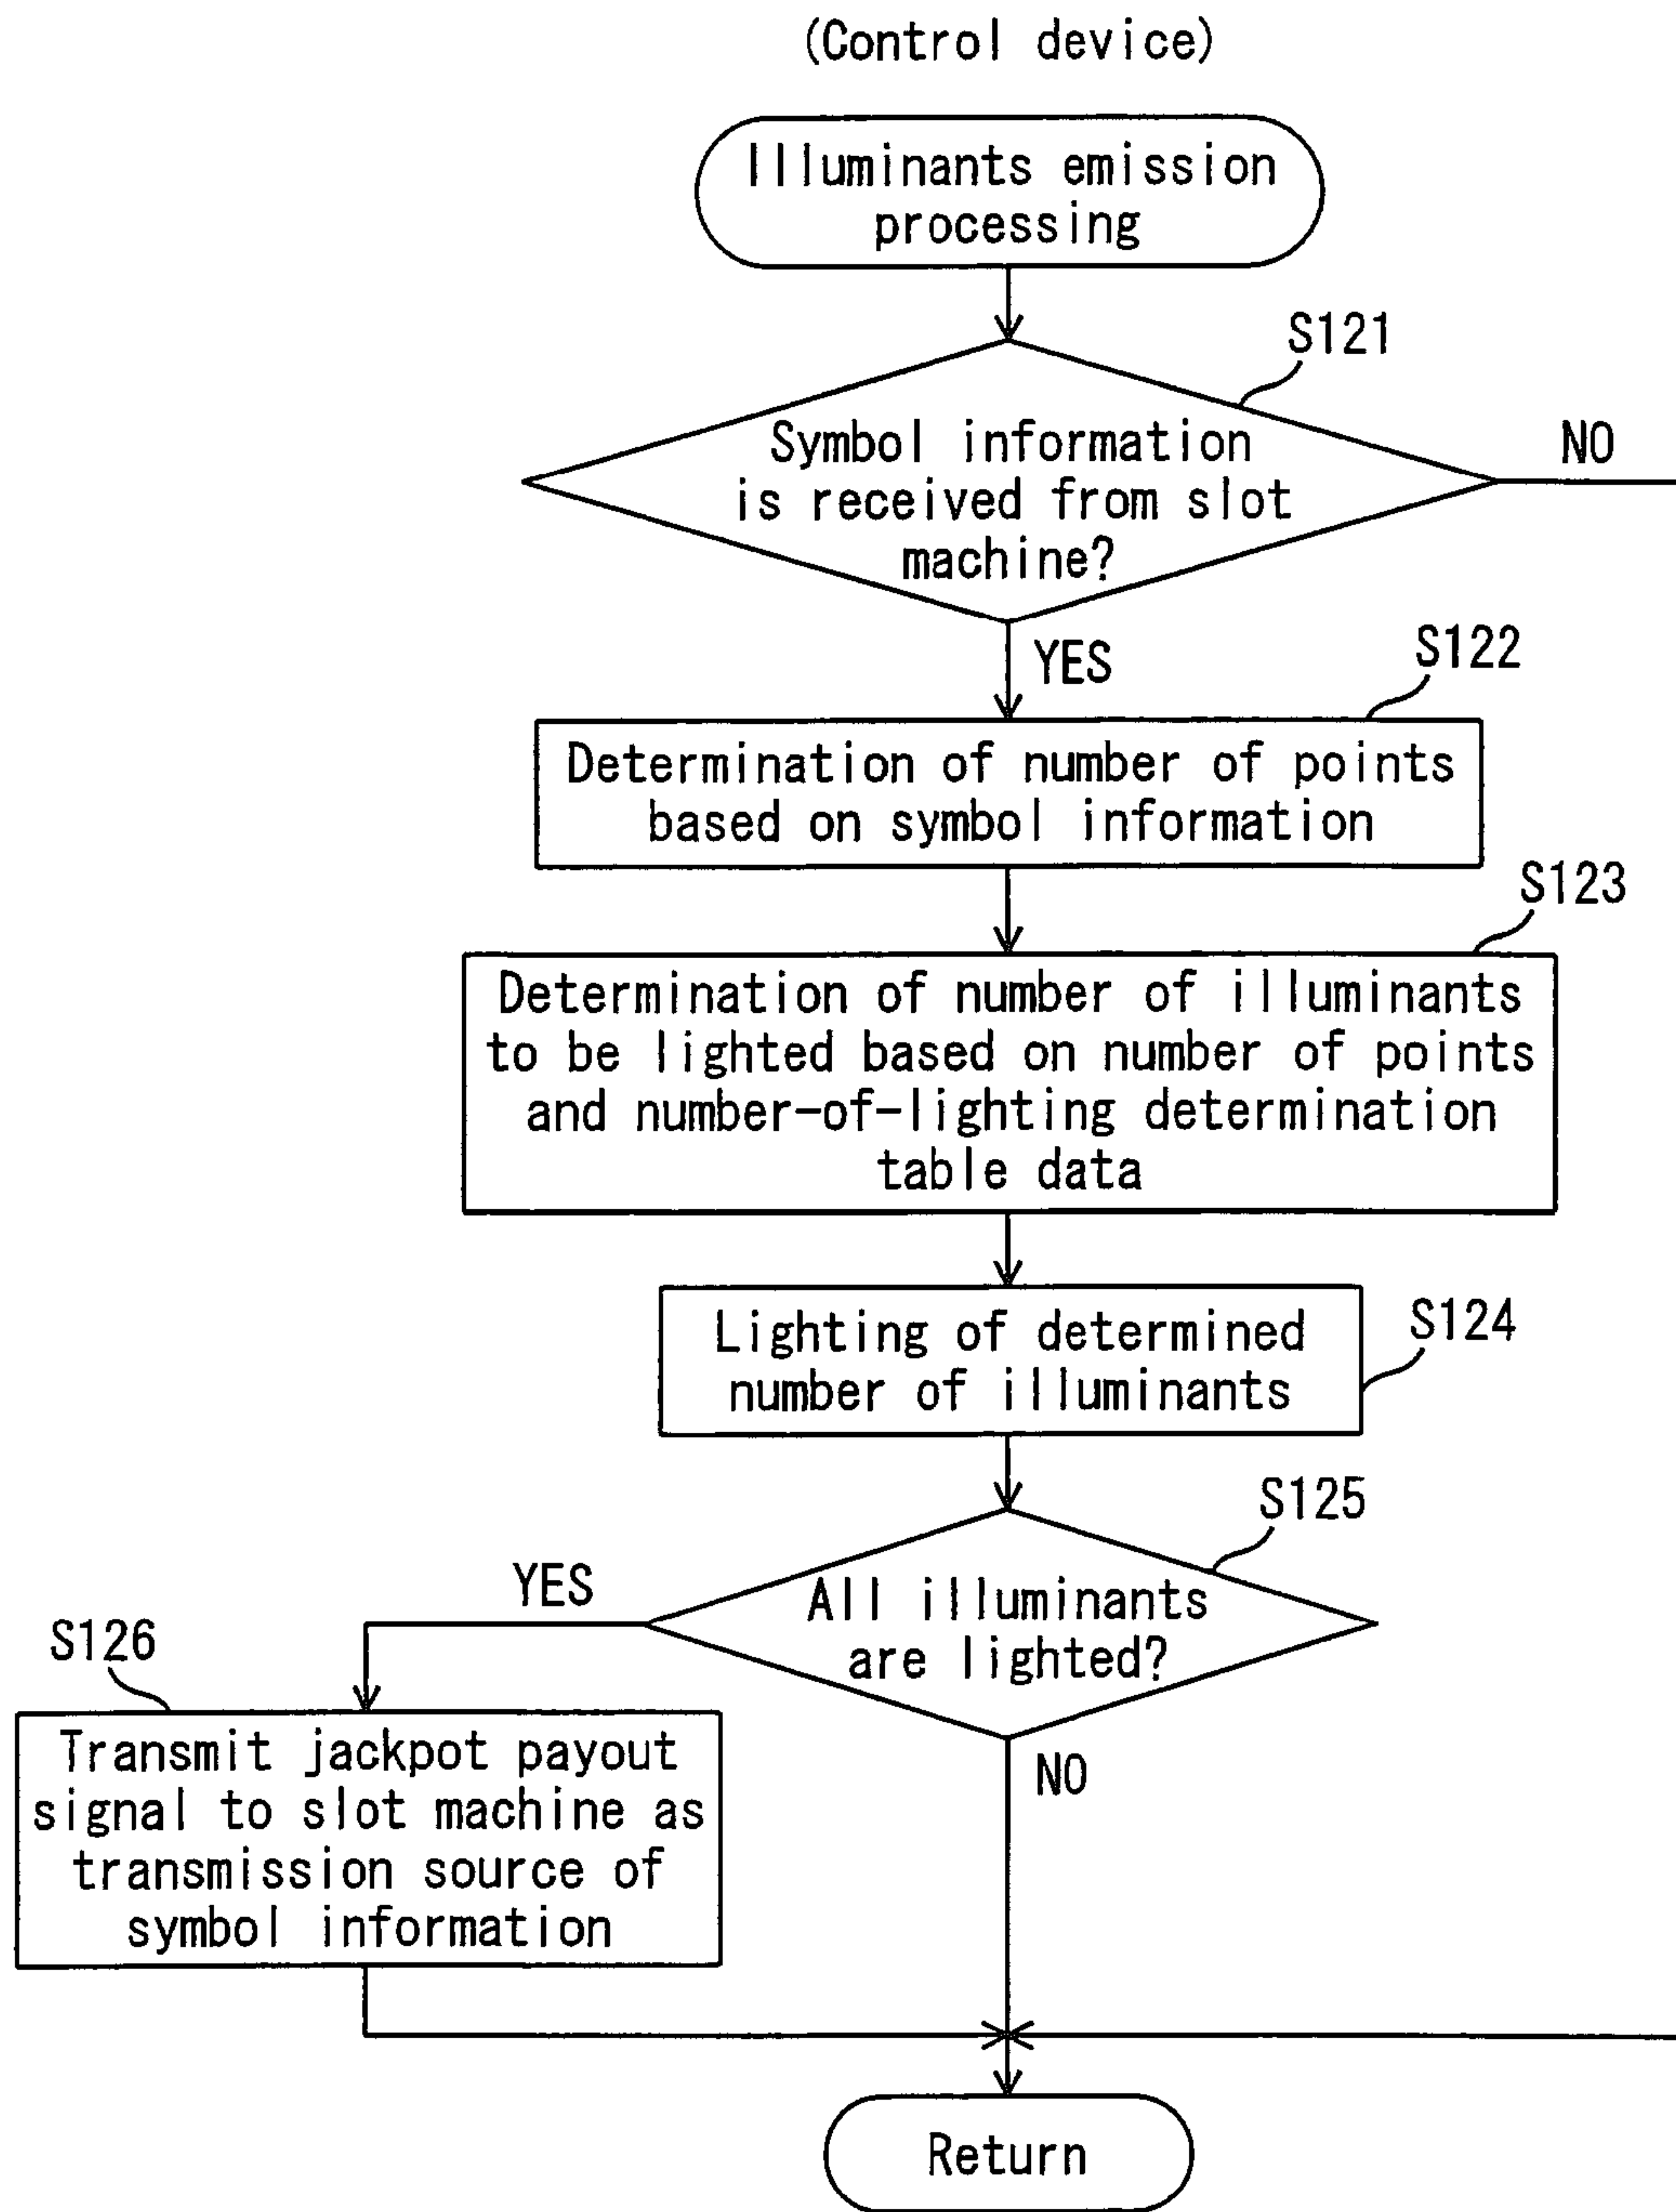 (Control device)
Illuminants emission
processing
S121
Symbol information
is received from slot
machine?
NO
YES
S122
Determination of number of points
based on symbol information
S123
Determination of number of illuminants
to be lighted based on number of points
and number-of-lighting determination
table data
S124
Lighting of determined
number of illuminants
S125
All illuminants
are lighted?
YES
S126
Transmit jackpot payout
signal to slot machine as
transmission source of
symbol information
NO
Return